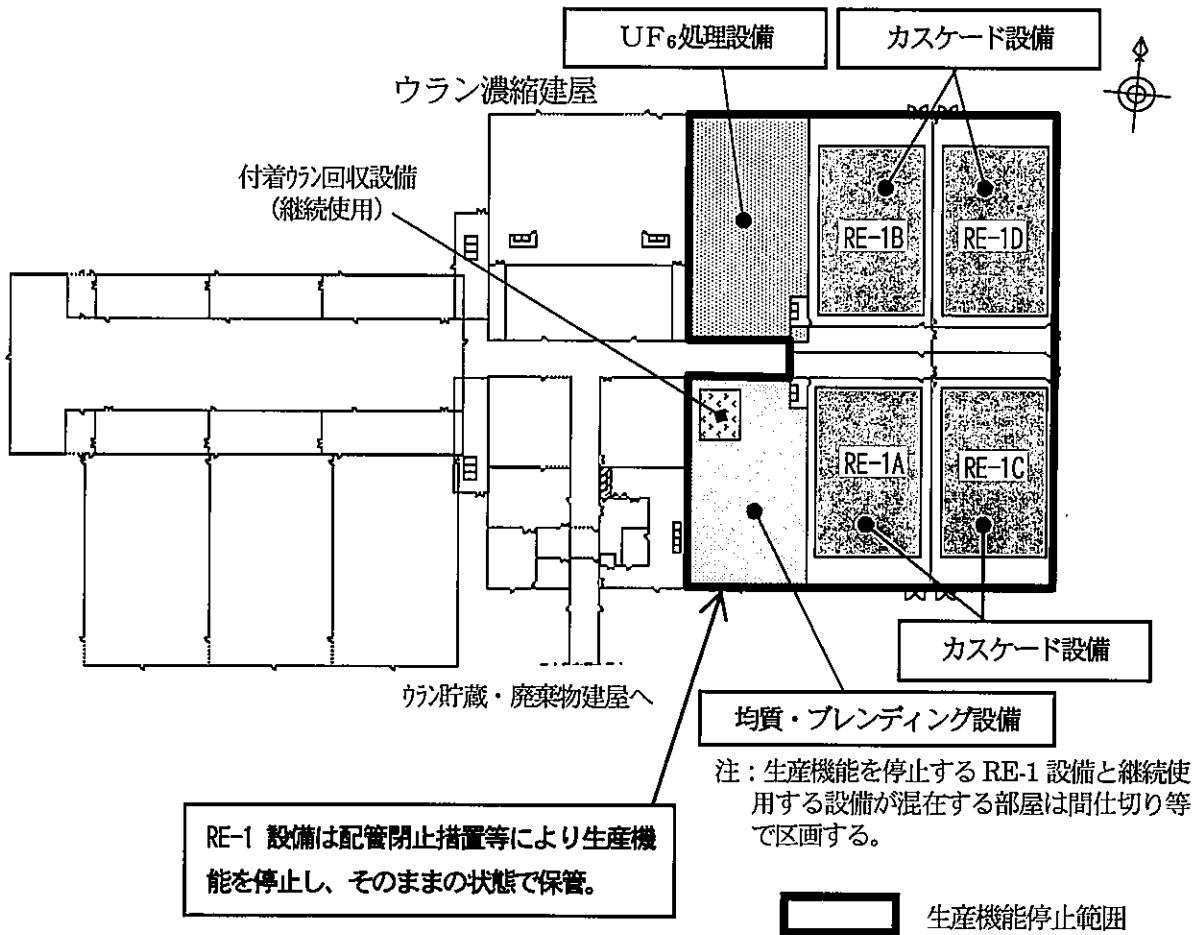 UF₆処理設備
カスケード設備
ウラン濃縮建屋
付着ウラン回収設備
(継続使用)
RE-1B
RE-1D
RE-1A
RE-1C
カスケード設備
ウラン貯蔵・廃棄物建屋へ
均質・ブレンディング設備
注：生産機能を停止する RE-1 設備と継続使
用する設備が混在する部屋は間仕切り等
で区画する。
RE-1 設備は配管閉止措置等により生産機
能を停止し、そのままの状態で保管。
生産機能停止範囲